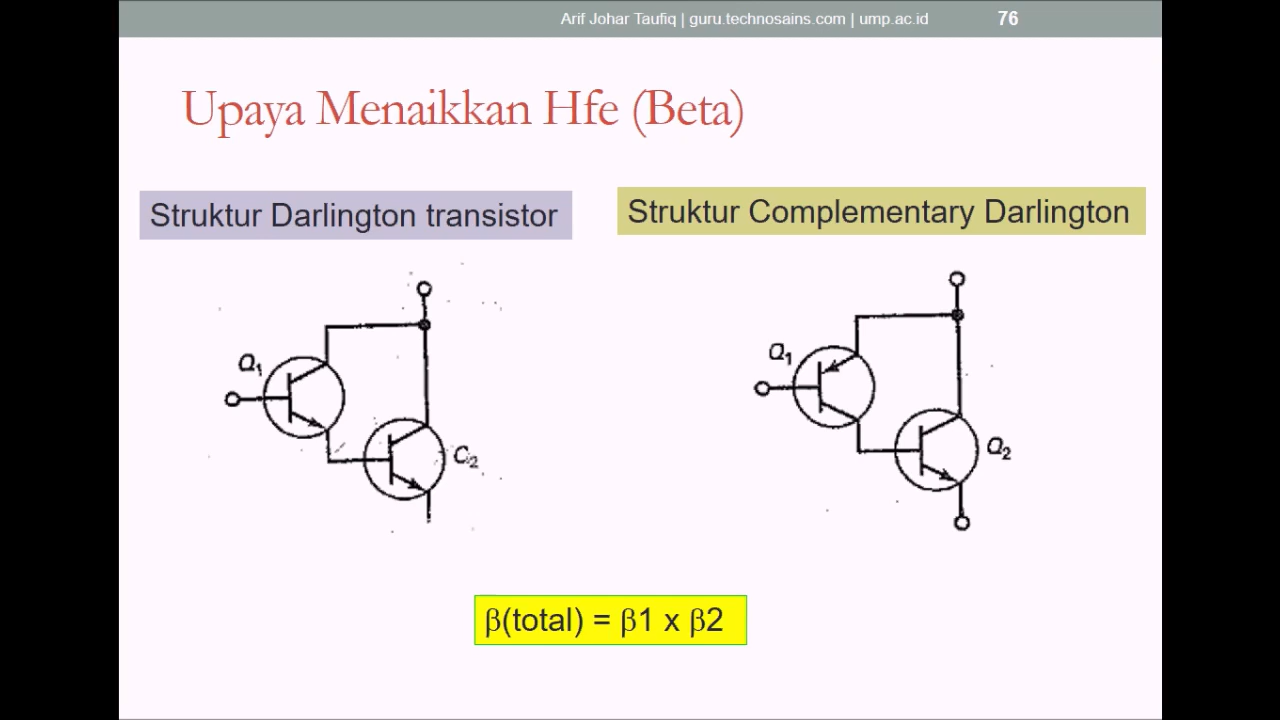 Arif Johar Taufiq | guru.technosains.com | ump.ac.id 76
Upaya Menaikkan Hfe (Beta)
Struktur Darlington transistor
Struktur Complementary Darlington
Q1
C2
Q1
Q2
β(total) = β1 x β2